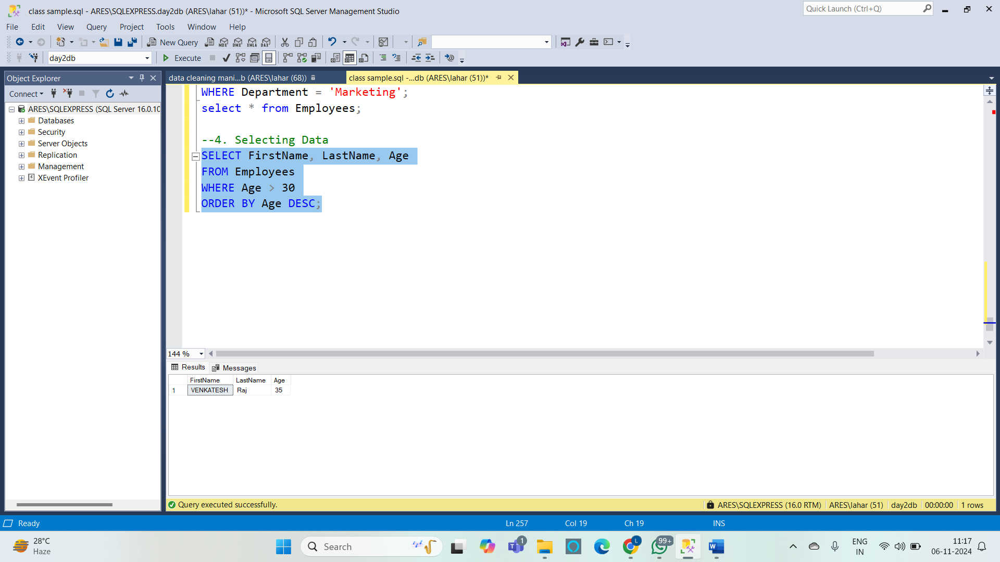 class sample.sql - ARES\SQLEXPRESS.day2db (ARES\lahar (51))* - Microsoft SQL Server Management Studio
Quick Launch (Ctrl+Q)
File Edit View Query Project Tools Window Help
New Query MDX DMX XMLA DAX
day2db Execute
Object Explorer
data cleaning mani...b (ARES\lahar (68))
class sample.sql -...db (ARES\lahar (51))*
Connect
ARES\SQLEXPRESS (SQL Server 16.0.10
Databases
Security
Server Objects
Replication
Management
XEvent Profiler
WHERE Department = 'Marketing';
select * from Employees;
--4. Selecting Data
SELECT FirstName, LastName, Age
FROM Employees
WHERE Age > 30
ORDER BY Age DESC;
144 %
Results Messages
FirstName LastName Age
1 VENKATESH Raj 35
Query executed successfully.
ARES\SQLEXPRESS (16.0 RTM) ARES\lahar (51) day2db 00:00:00 1 rows
Ready Ln 257 Col 19 Ch 19 INS
28°C
Haze
Search
1
L
99+
ENG
IN
11:17
06-11-2024